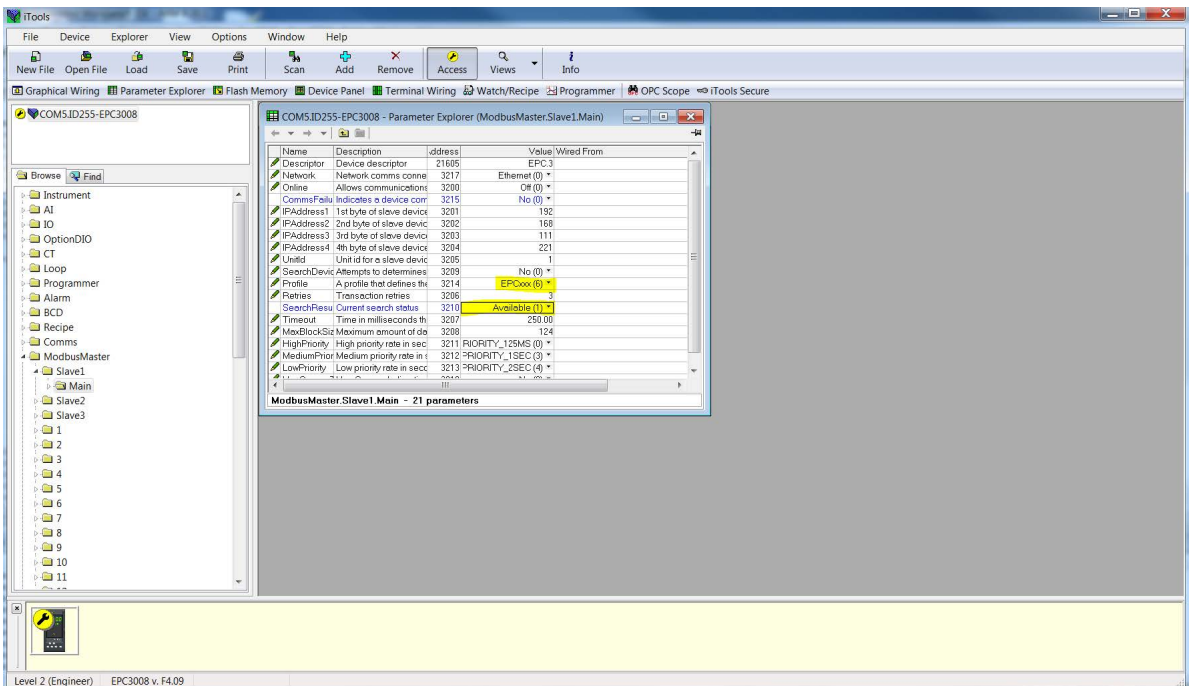 iTools
File Device Explorer View Options Window Help
New File Open File Load Save Print Scan Add Remove Access Views Info
Graphical Wiring Parameter Explorer Flash Memory Device Panel Terminal Wiring Watch/Recipe Programmer OPC Scope iTools Secure
COM5.ID255-EPC3008
Browse Find
Instrument
AI
IO
OptionDIO
CT
Loop
Programmer
Alarm
BCD
Recipe
Comms
ModbusMaster
Slave1
Main
Slave2
Slave3
1
2
3
4
5
6
7
8
9
10
11
COM5.ID255-EPC3008 - Parameter Explorer (ModbusMaster.Slave1.Main)
Name Description ddress Value Wired From
Descriptor Device descriptor 21605 EPC.3
Network Network comms conne 3217 Ethernet (0)
Online Allows communications 3200 Off (0)
CommsFailu Indicates a device com 3215 No (0)
IPAddress1 1st byte of slave device 3201 192
IPAddress2 2nd byte of slave devic 3202 168
IPAddress3 3rd byte of slave devic 3203 111
IPAddress4 4th byte of slave device 3204 221
UnitId Unit id for a slave devic 3205 1
SearchDevic Attempts to determines 3209 No (0)
Profile A profile that defines the 3214 EPCxxx (6)
Retries Transaction retries 3206 3
SearchResu Current search status 3210 Available (1)
Timeout Time in milliseconds th 3207 250.00
MaxBlockSiz Maximum amount of da 3208 124
HighPriority High priority rate in sec 3211 RIORITY_125MS (0)
MediumPrior Medium priority rate in s 3212 PRIORITY_1SEC (3)
LowPriority Low priority rate in secc 3213 PRIORITY_2SEC (4)
ModbusMaster.Slave1.Main - 21 parameters
Level 2 (Engineer) EPC3008 v. F4.09